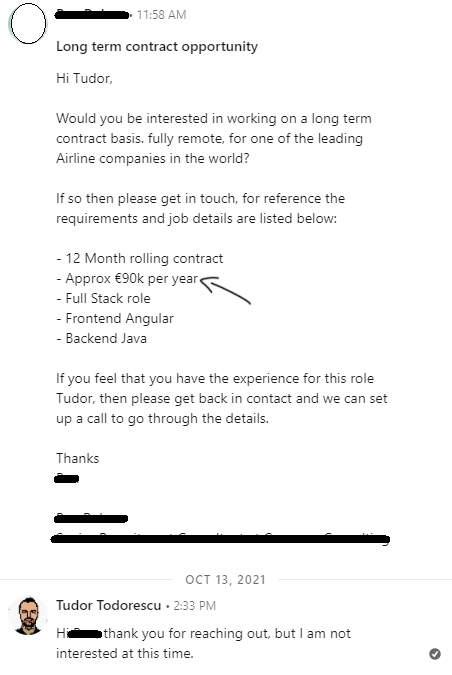 11:58 AM
Long term contract opportunity
Hi Tudor,
Would you be interested in working on a long term
contract basis. fully remote, for one of the leading
Airline companies in the world?
If so then please get in touch, for reference the
requirements and job details are listed below:
- 12 Month rolling contract
- Approx €90k per year
- Full Stack role
- Frontend Angular
- Backend Java
If you feel that you have the experience for this role
Tudor, then please get back in contact and we can set
up a call to go through the details.
Thanks
OCT 13, 2021
Tudor Todorescu • 2:33 PM
Hi thank you for reaching out, but I am not
interested at this time.